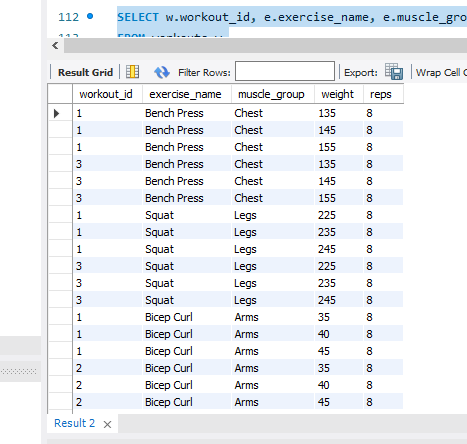 112 SELECT w.workout_id, e.exercise_name, e.muscle_gro
Result Grid Filter Rows: Export: Wrap Cell C
workout_id exercise_name muscle_group weight reps
1 Bench Press Chest 135 8
1 Bench Press Chest 145 8
1 Bench Press Chest 155 8
3 Bench Press Chest 135 8
3 Bench Press Chest 145 8
3 Bench Press Chest 155 8
1 Squat Legs 225 8
1 Squat Legs 235 8
1 Squat Legs 245 8
3 Squat Legs 225 8
3 Squat Legs 235 8
3 Squat Legs 245 8
1 Bicep Curl Arms 35 8
1 Bicep Curl Arms 40 8
1 Bicep Curl Arms 45 8
2 Bicep Curl Arms 35 8
2 Bicep Curl Arms 40 8
2 Bicep Curl Arms 45 8
Result 2